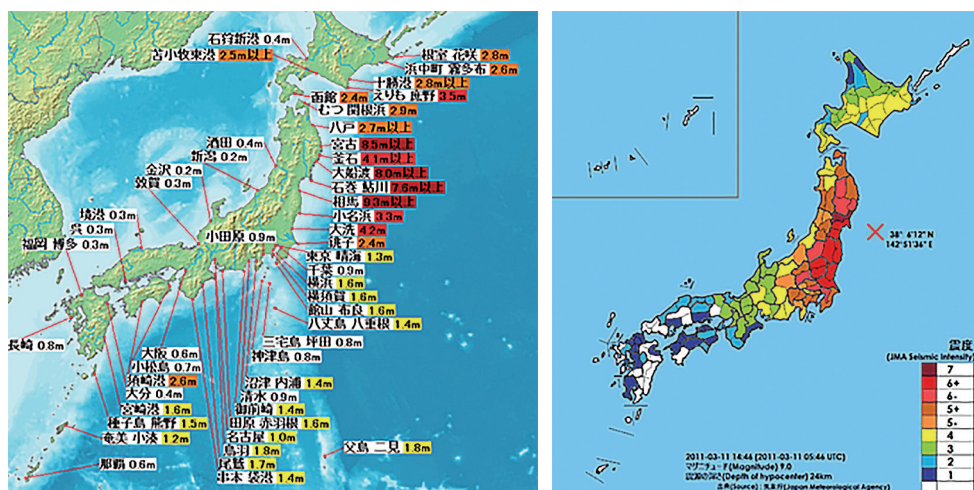 石狩新港 0.4m
苫小牧東港 2.5m以上
根室 花咲 2.8m
浜中町 霧多布 2.6m
十勝港 2.8m以上
えりも 庶野 3.5m
函館 2.4m
むつ 関根浜 2.9m
八戸 2.7m以上
宮古 8.5m以上
釜石 4.1m以上
大船渡 8.0m以上
石巻 鮎川 7.6m以上
相馬 9.3m以上
小名浜 3.3m
大洗 4.2m
銚子 2.4m
酒田 0.4m
新潟 0.2m
金沢 0.2m
敦賀 0.3m
境港 0.3m
呉 0.3m
福岡 博多 0.3m
小田原 0.9m
東京 晴海 1.3m
千葉 0.9m
横浜 1.6m
横須賀 1.6m
館山 布良 1.6m
八丈島 八重根 1.4m
三宅島 坪田 0.8m
神津島 0.8m
長崎 0.8m
大阪 0.6m
小松島 0.7m
須崎港 2.6m
大分 0.4m
宮崎港 1.6m
種子島 熊野 1.5m
奄美 小湊 1.2m
那覇 0.6m
沼津 内浦 1.4m
清水 0.9m
御前崎 1.4m
田原 赤羽根 1.6m
名古屋 1.0m
鳥羽 1.8m
尾鷲 1.7m
串本 袋港 1.4m
父島 二見 1.8m
38° 6'12" N
142°51'36" E
震度
(JMA Seismic Intensity)
7
6+
6-
5+
5-
4
3
2
1
2011-03-11 14:46 (2011-03-11 05:46 UTC)
マグニチュード(Magnitude) 9.0
震源の深さ(Depth of hypocenter) 24km
出典(Source) : 気象庁(Japan Meteorological Agency)